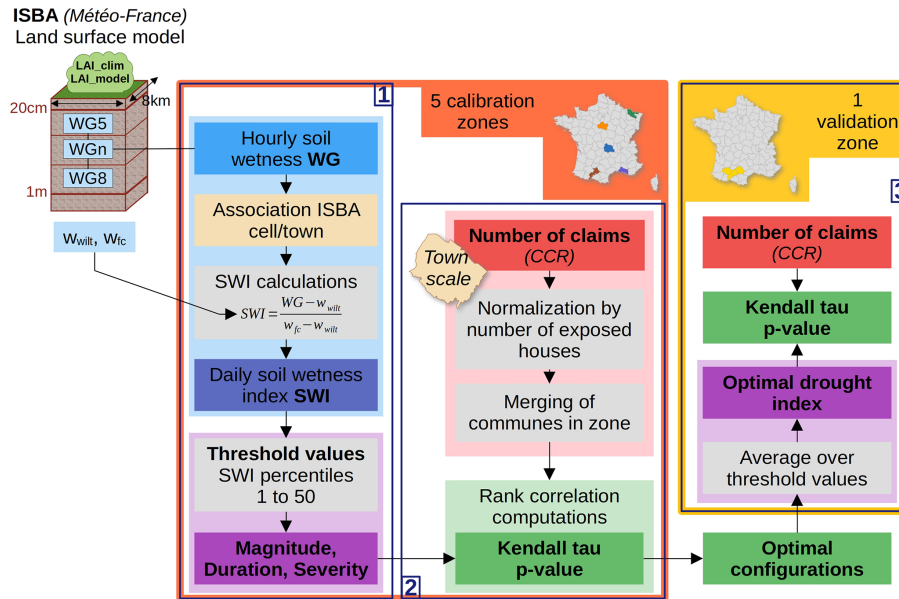 ISBA (Météo-France)
Land surface model
LAI_clim
LAI_model
8km
20cm
WG5
WGn
WG8
1m
wwilt, wfc
1
Hourly soil
wetness WG
Association ISBA
cell/town
SWI calculations
SWI = WG−wwilt / wfc−wwilt
Daily soil wetness
index SWI
Threshold values
SWI percentiles
1 to 50
Magnitude,
Duration, Severity
5 calibration
zones
2
Town
scale
Number of claims
(CCR)
Normalization by
number of exposed
houses
Merging of
communes in zone
Rank correlation
computations
Kendall tau
p-value
1
validation
zone
3
Number of claims
(CCR)
Kendall tau
p-value
Optimal drought
index
Average over
threshold values
Optimal
configurations